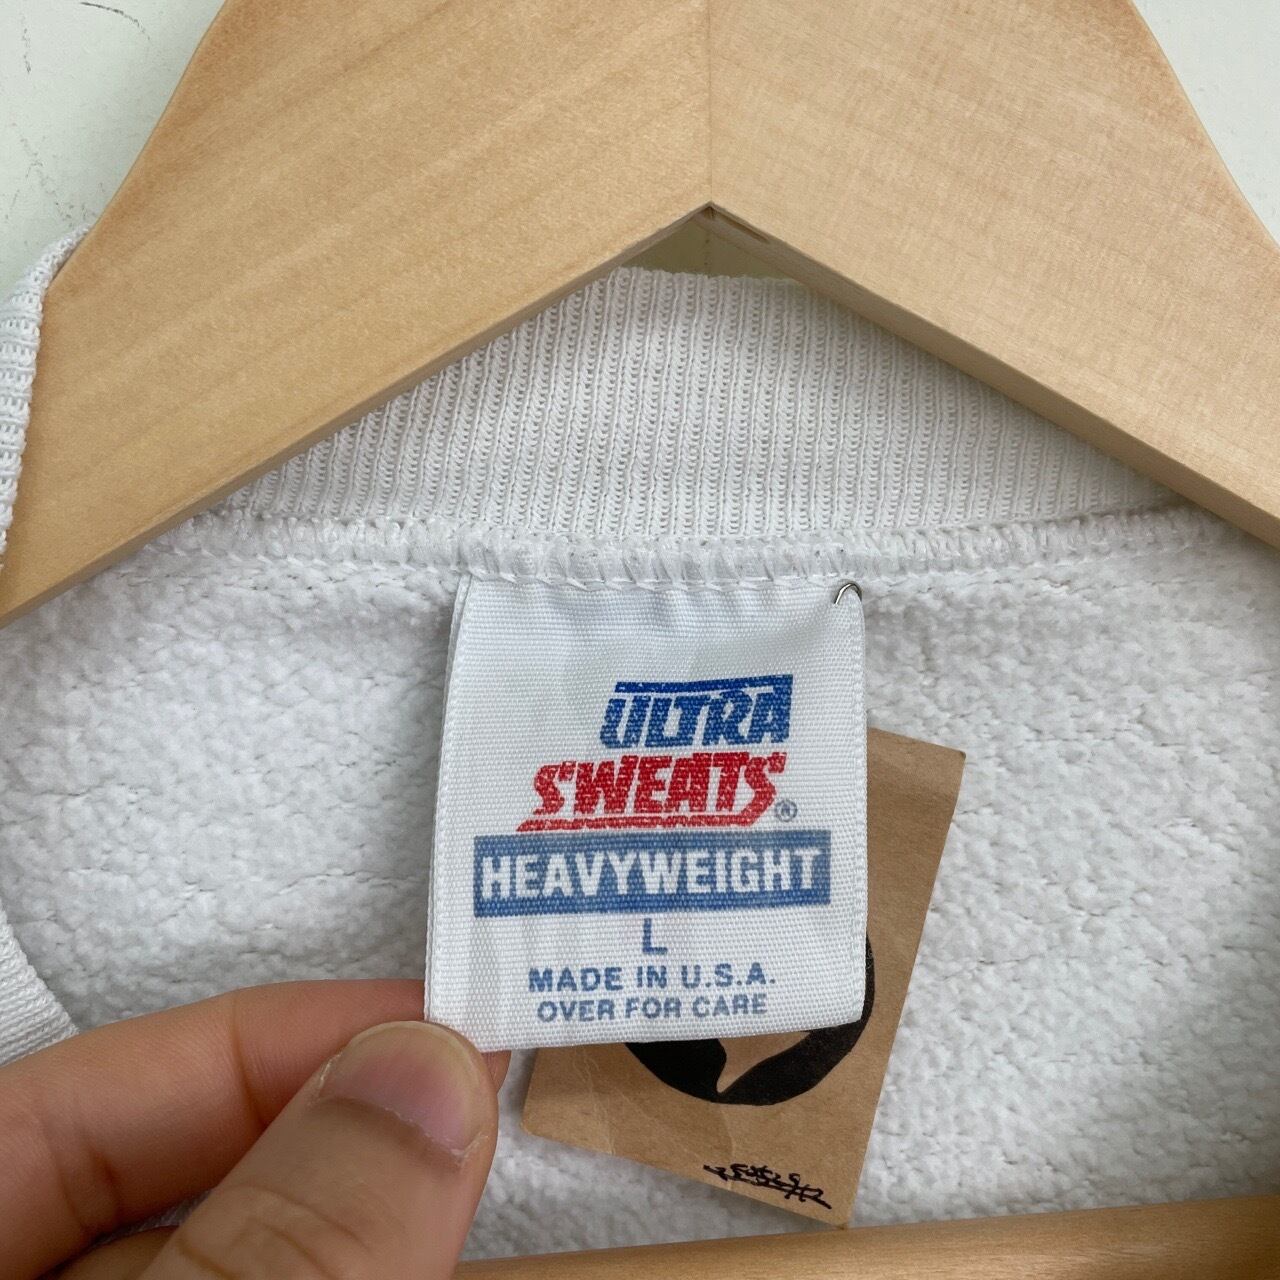 ULTRA
SWEATS®
HEAVYWEIGHT
L
MADE IN U.S.A.
OVER FOR CARE